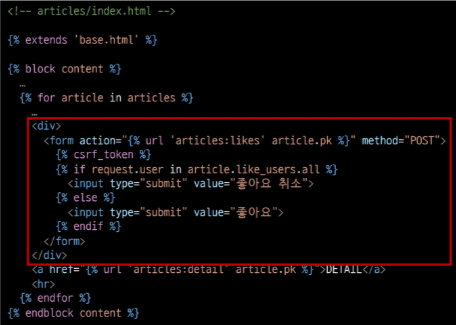 <!-- articles/index.html -->
{% extends 'base.html' %}
{% block content %}
…
{% for article in articles %}
…
<div>
<form action="{% url 'articles:likes' article.pk %}" method="POST">
{% csrf_token %}
{% if request.user in article.like_users.all %}
<input type="submit" value="좋아요 취소">
{% else %}
<input type="submit" value="좋아요">
{% endif %}
</form>
</div>
<a href="{% url 'articles:detail' article.pk %}">DETAIL</a>
<hr>
{% endfor %}
{% endblock content %}